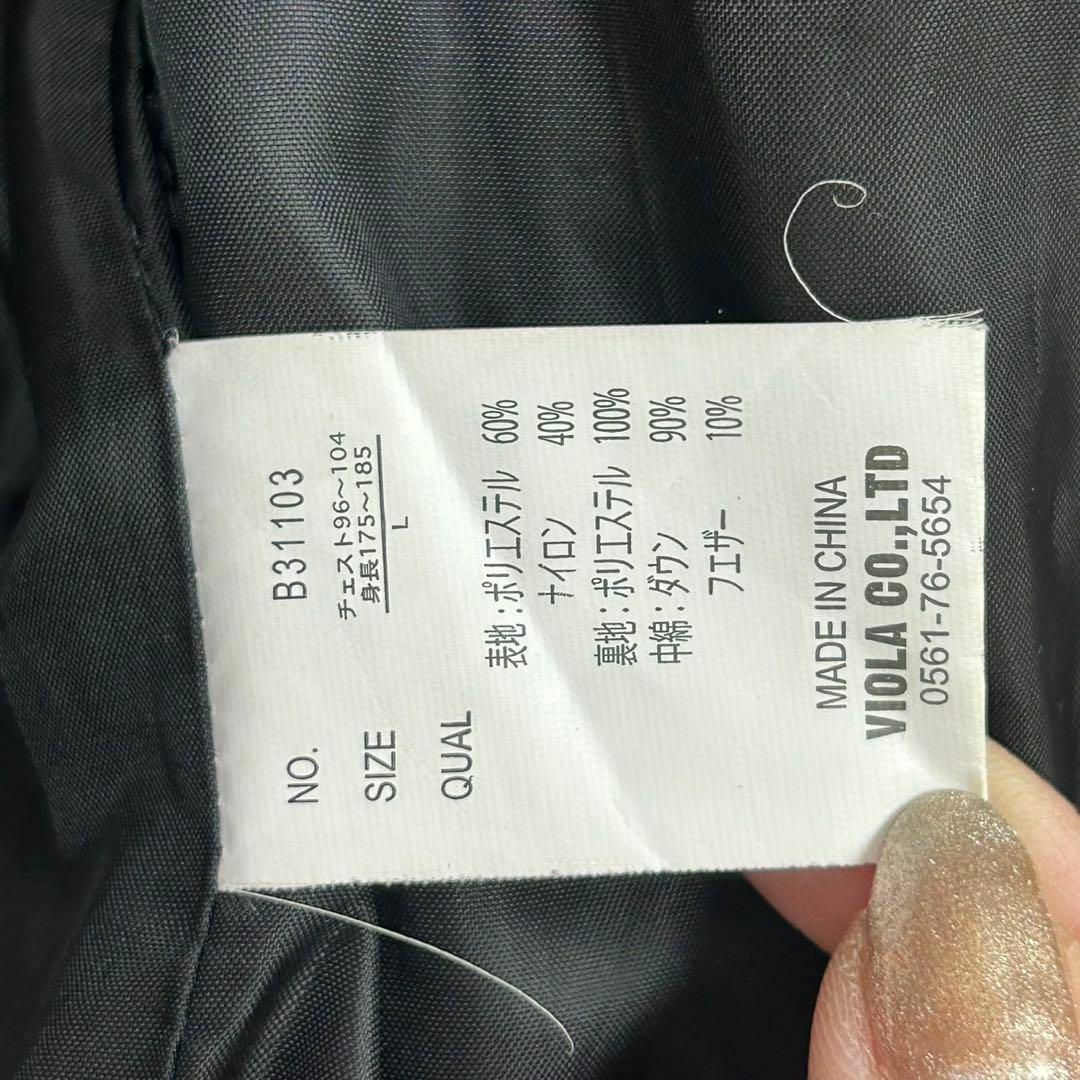 NO. B31103
SIZE チェスト96～104
身長175～185
L
QUAL
表地：ポリエステル 60%
ナイロン 40%
裏地：ポリエステル 100%
中綿：ダウン 90%
フエザー 10%
MADE IN CHINA
VIOLA CO.,LTD
0561-76-5654